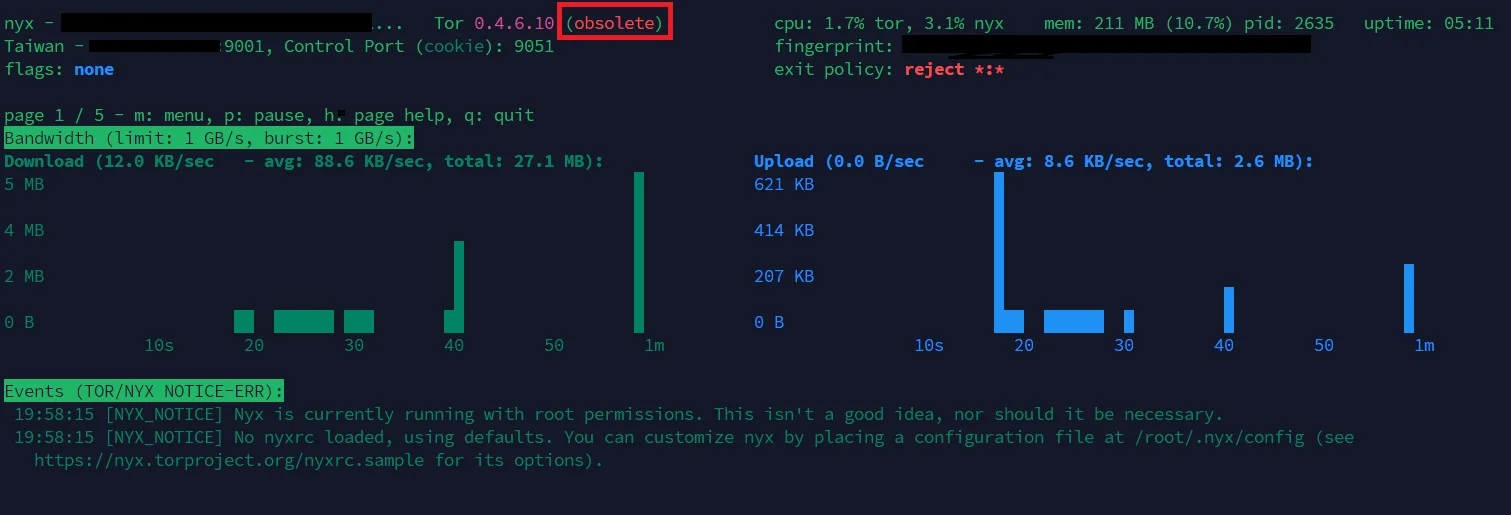 nyx - .... Tor 0.4.6.10 (obsolete) cpu: 1.7% tor, 3.1% nyx mem: 211 MB (10.7%) pid: 2635 uptime: 05:11
Taiwan - :9001, Control Port (cookie): 9051 fingerprint:
flags: none exit policy: reject *:*
page 1 / 5 - m: menu, p: pause, h: page help, q: quit
Bandwidth (limit: 1 GB/s, burst: 1 GB/s):
Download (12.0 KB/sec - avg: 88.6 KB/sec, total: 27.1 MB): Upload (0.0 B/sec - avg: 8.6 KB/sec, total: 2.6 MB):
5 MB 621 KB
4 MB 414 KB
2 MB 207 KB
0 B 0 B
10s 20 30 40 50 1m 10s 20 30 40 50 1m
Events (TOR/NYX NOTICE-ERR):
19:58:15 [NYX_NOTICE] Nyx is currently running with root permissions. This isn't a good idea, nor should it be necessary.
19:58:15 [NYX_NOTICE] No nyxrc loaded, using defaults. You can customize nyx by placing a configuration file at /root/.nyx/config (see
https://nyx.torproject.org/nyxrc.sample for its options).